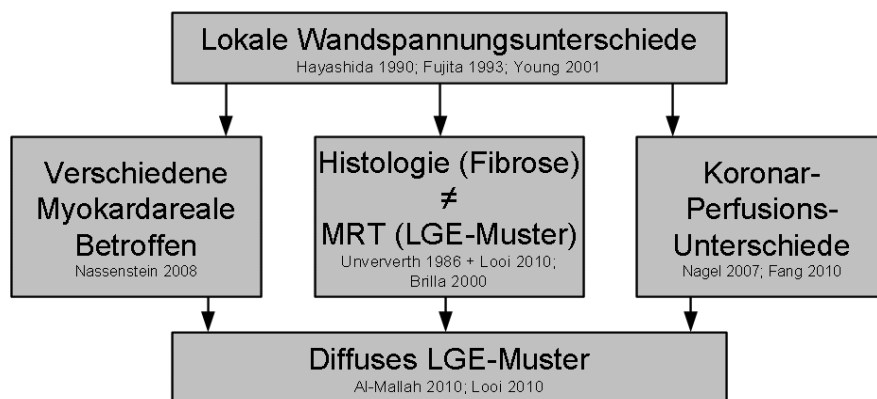 Lokale Wandspannungsunterschiede
Hayashida 1990; Fujita 1993; Young 2001
Verschiedene
Myokardareale
Betroffen
Nassenstein 2008
Histologie (Fibrose)
≠
MRT (LGE-Muster)
Unververth 1986 + Looi 2010;
Brilla 2000
Koronar-
Perfusions-
Unterschiede
Nagel 2007; Fang 2010
Diffuses LGE-Muster
Al-Mallah 2010; Looi 2010